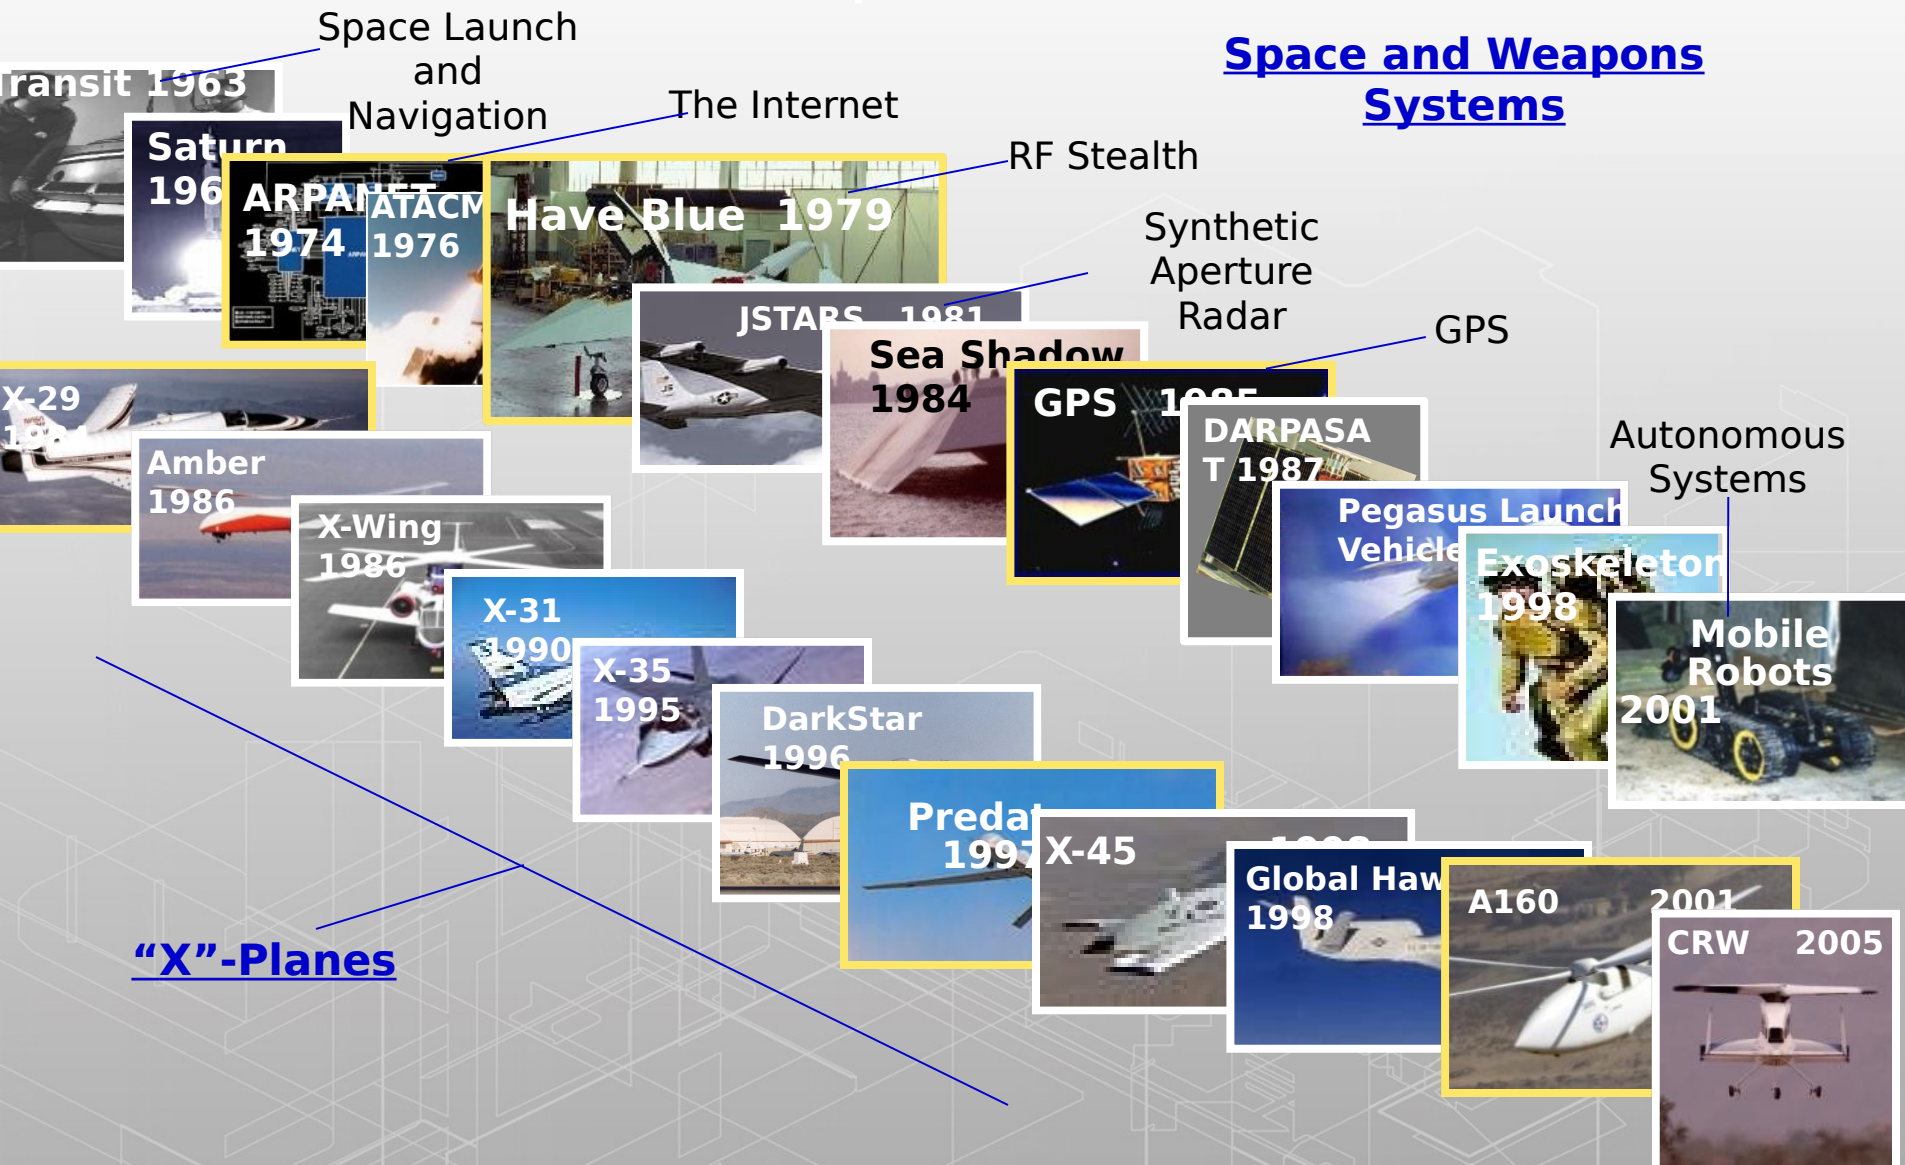 Space Launch
and
Navigation
Space and Weapons
Systems
Transit 1963
The Internet
Saturn
196
RF Stealth
ARPANET
1974
ATACM
1976
Have Blue 1979
Synthetic
Aperture
Radar
JSTARS 1981
GPS
Sea Shadow
1984
GPS 1985
X-29
1984
DARPASA
T 1987
Autonomous
Systems
Amber
1986
X-Wing
1986
Pegasus Launch
Vehicle
Exoskeleton
1998
X-31
1990
Mobile
Robots
2001
X-35
1995
DarkStar
1996
Predat
1997
X-45 1998
Global Haw
1998
A160 2001
CRW 2005
“X”-Planes